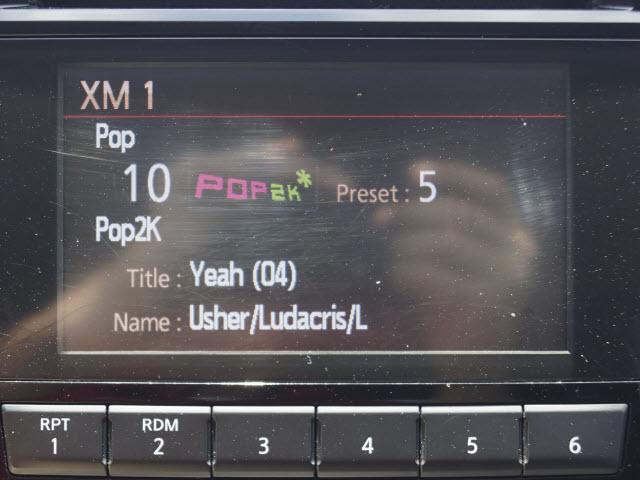 XM 1
Pop
10 POP2K* Preset : 5
Pop2K
Title : Yeah (04)
Name : Usher/Ludacris/L
RPT RDM
1 2 3 4 5 6